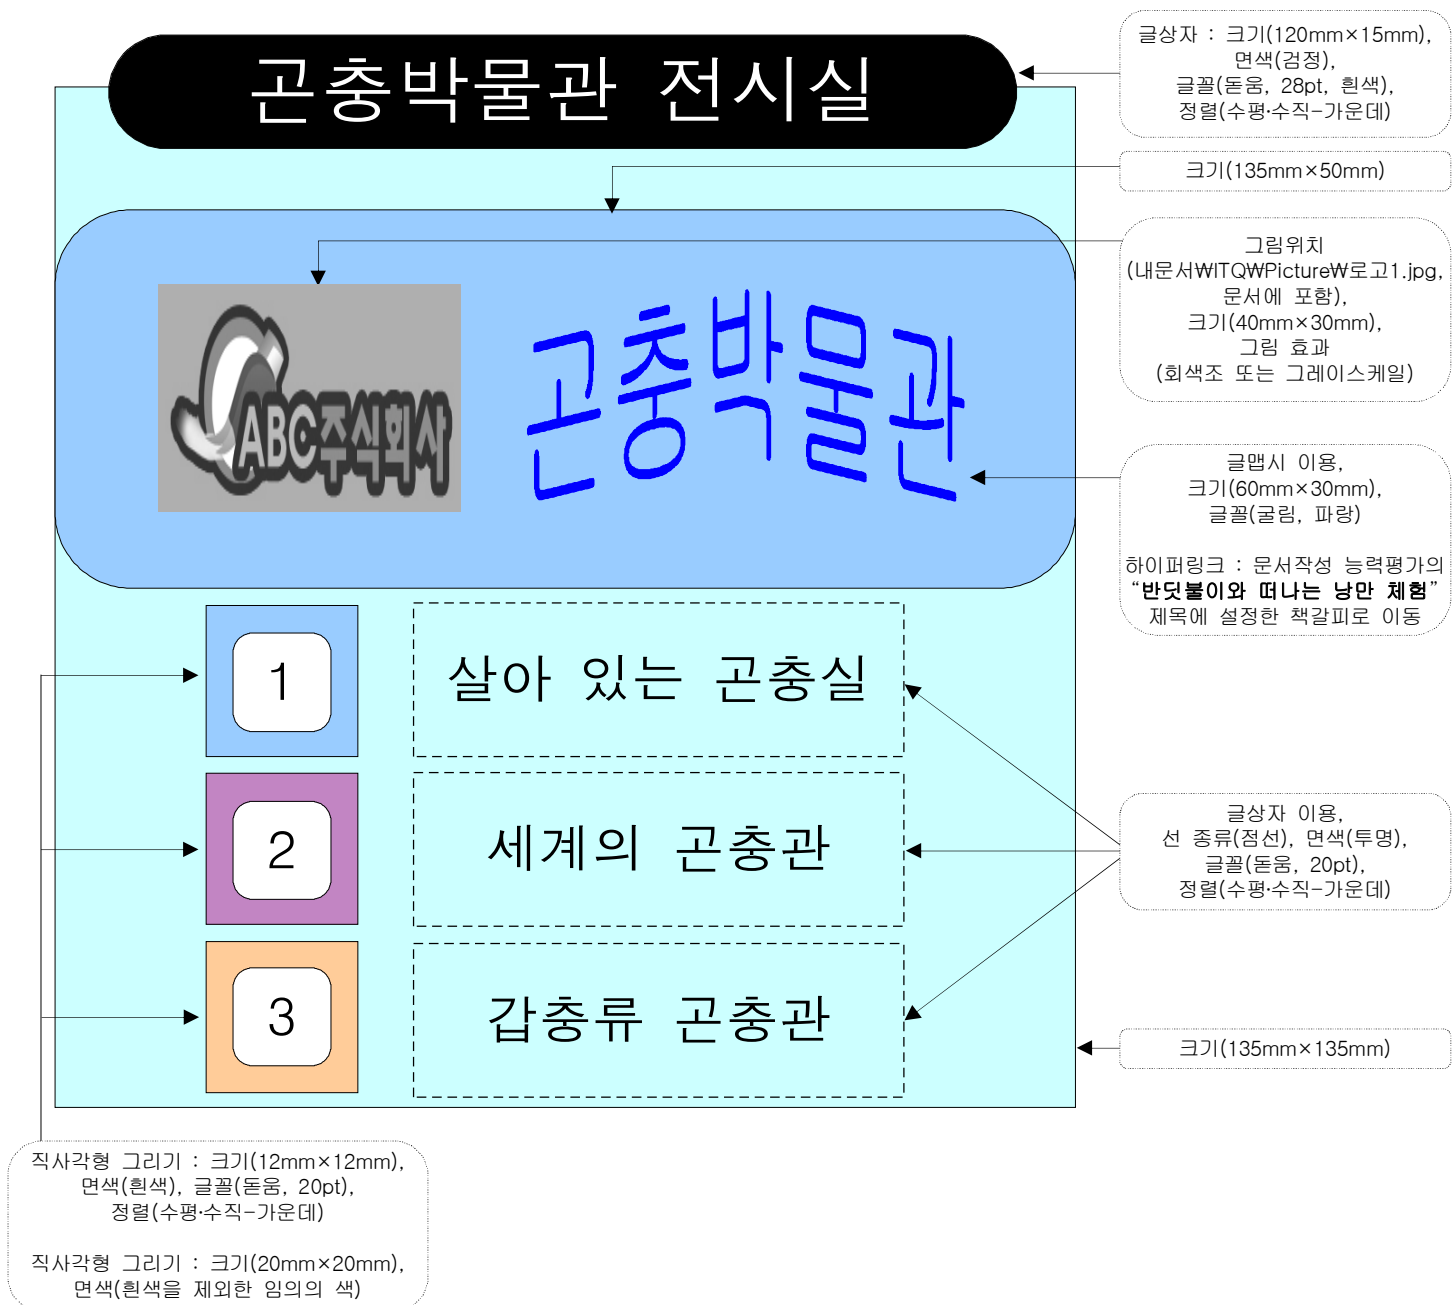 곤충박물관 전시실
글상자 : 크기(120mm×15mm),
면색(검정),
글꼴(돋움, 28pt, 흰색),
정렬(수평·수직-가운데)
크기(135mm×50mm)
그림위치
(내문서₩ITQ₩Picture₩로고1.jpg,
문서에 포함),
크기(40mm×30mm),
그림 효과
(회색조 또는 그레이스케일)
ABC주식회사
곤충박물관
글맵시 이용,
크기(60mm×30mm),
글꼴(굴림, 파랑)
하이퍼링크 : 문서작성 능력평가의
“반딧불이와 떠나는 낭만 체험”
제목에 설정한 책갈피로 이동
1
살아 있는 곤충실
2
세계의 곤충관
글상자 이용,
선 종류(점선), 면색(투명),
글꼴(돋움, 20pt),
정렬(수평·수직-가운데)
3
갑충류 곤충관
크기(135mm×135mm)
직사각형 그리기 : 크기(12mm×12mm),
면색(흰색), 글꼴(돋움, 20pt),
정렬(수평·수직-가운데)
직사각형 그리기 : 크기(20mm×20mm),
면색(흰색을 제외한 임의의 색)